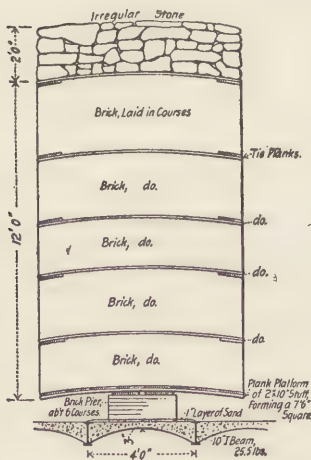 Irregular Stone
2'0"
Brick, Laid in Courses
Tie Planks.
Brick, do.
do.
12'0"
Brick, do.
do.
Brick, do.
do.
Brick, do.
Plank Platform
of 2"x10" Stuff,
Forming a 7'6"
Square
Brick Pier,
ab't 6 Courses.
1" Layer of Sand
10" I Beam,
25.5 lbs.
4'0"